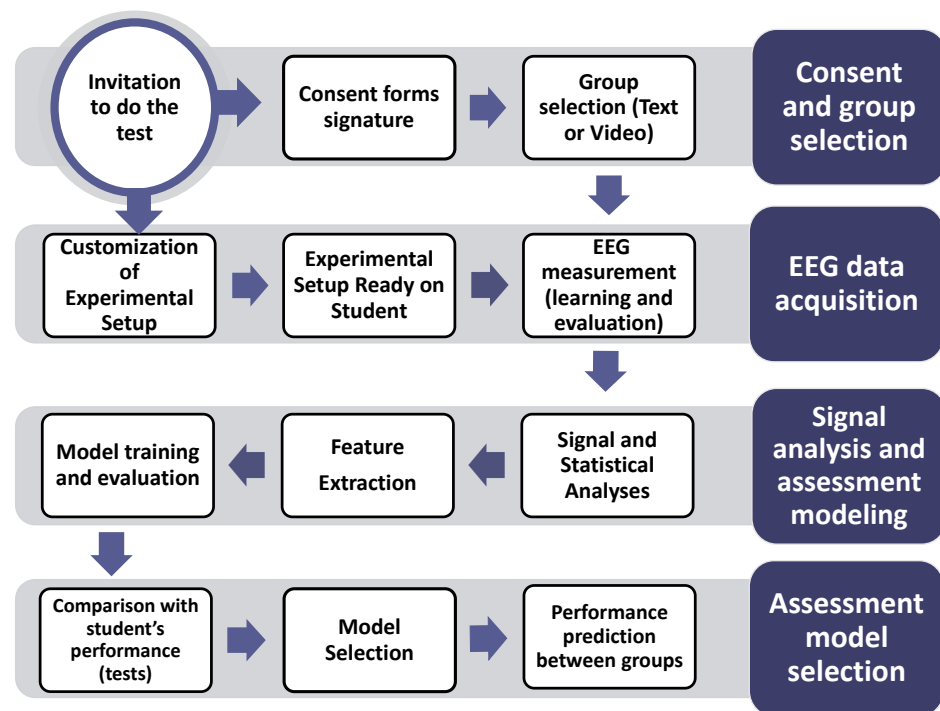 Invitation
to do the
test
Consent forms
signature
Group
selection (Text
or Video)
Consent
and group
selection
Customization
of
Experimental
Setup
Experimental
Setup Ready on
Student
EEG
measurement
(learning and
evaluation)
EEG data
acquisition
Model training
and evaluation
Feature
Extraction
Signal and
Statistical
Analyses
Signal
analysis and
assessment
modeling
Comparison with
student’s
performance
(tests)
Model
Selection
Performance
prediction
between groups
Assessment
model
selection